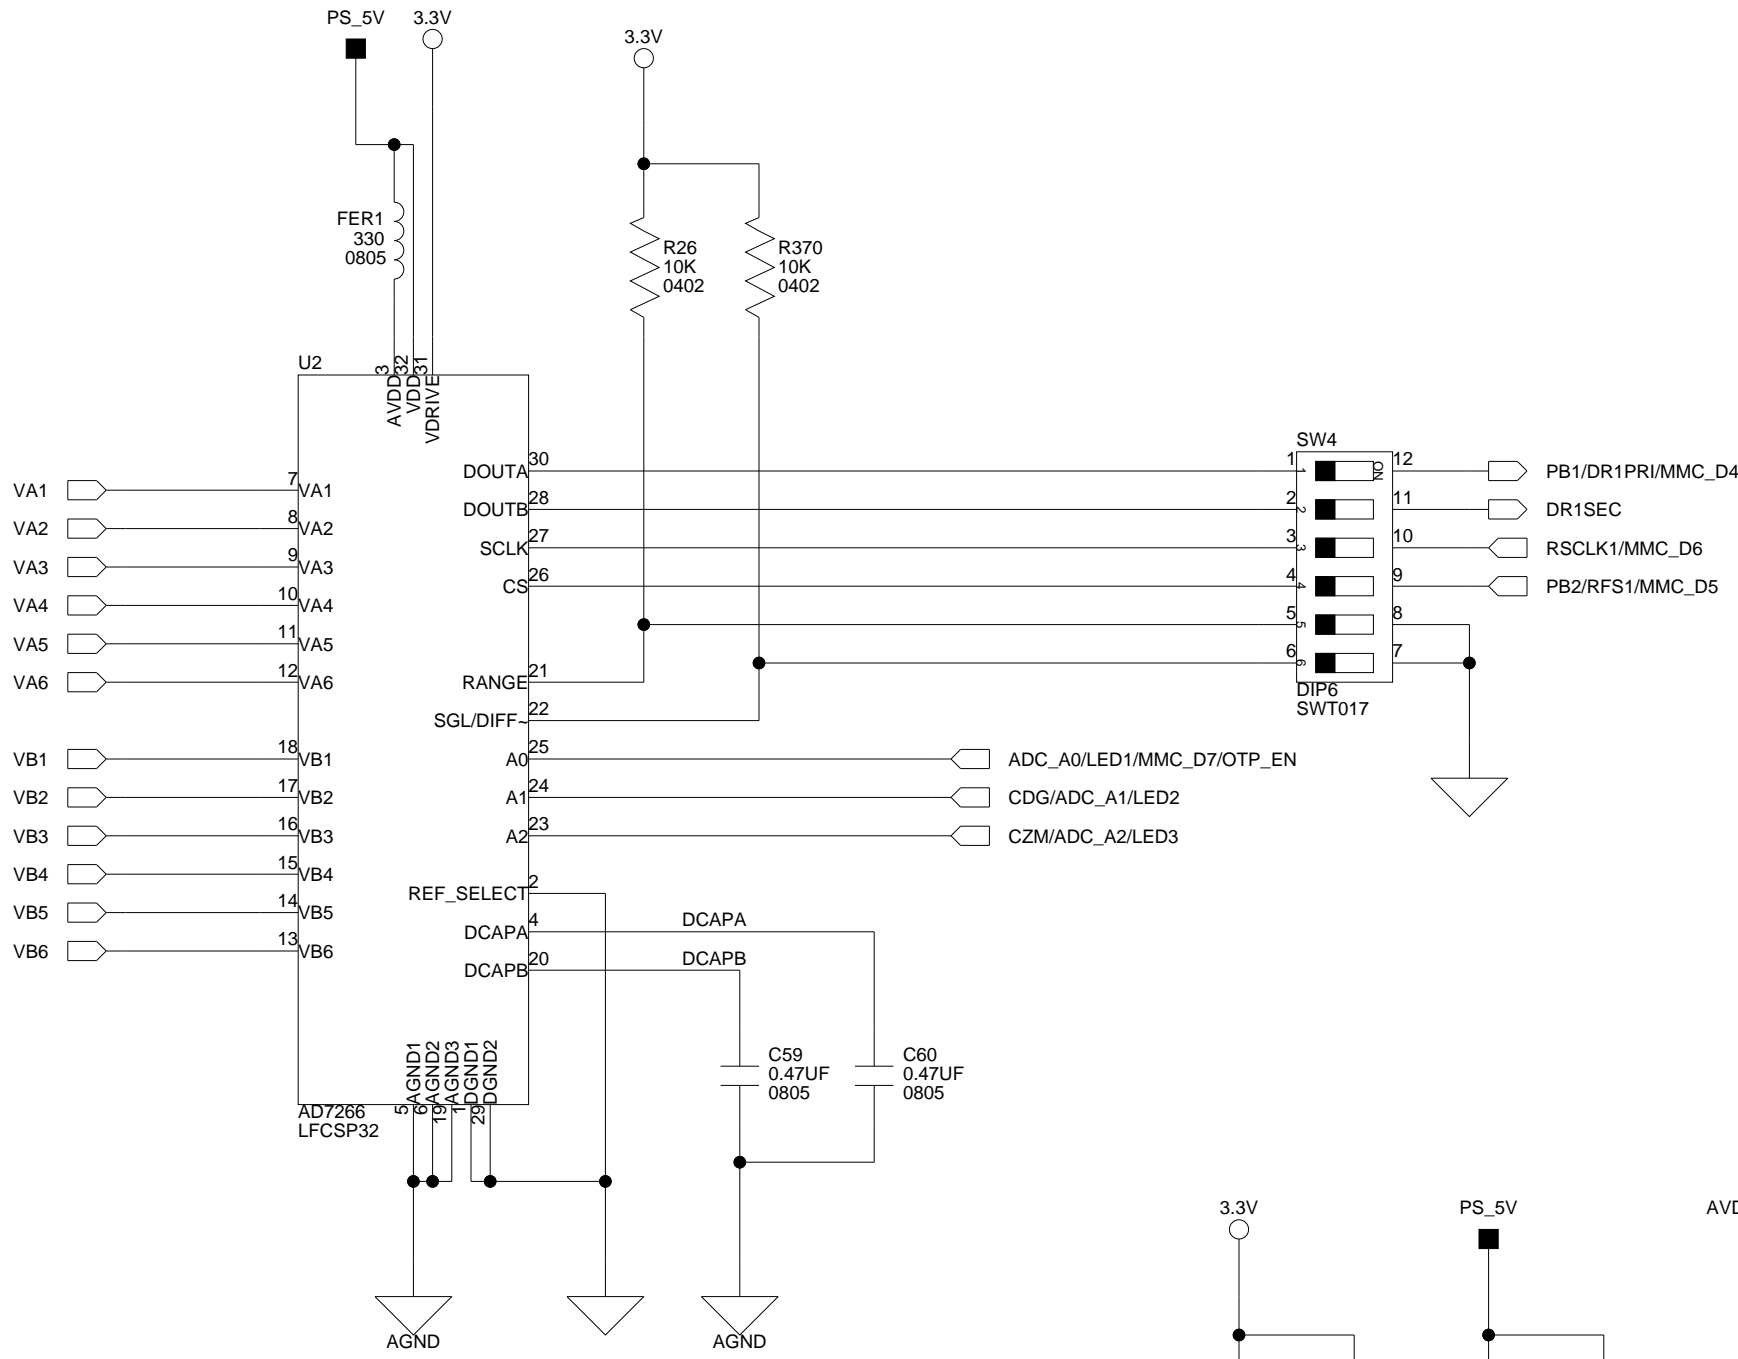 PS_5V
3.3V
3.3V
FER1
330
0805
R26
10K
0402
R370
10K
0402
U2
3
AVDD
32
VDD
31
VDRIVE
SW4
DOUTA
30
1
1
ON
12
PB1/DR1PRI/MMC_D4
VA1
7
VA1
DOUTB
28
2
2
11
DR1SEC
VA2
8
VA2
SCLK
27
3
3
10
RSCLK1/MMC_D6
VA3
9
VA3
CS
26
4
4
9
PB2/RFS1/MMC_D5
VA4
10
VA4
5
5
8
VA5
11
VA5
6
6
7
VA6
12
VA6
RANGE
21
DIP6
SWT017
SGL/DIFF~
22
VB1
18
VB1
A0
25
ADC_A0/LED1/MMC_D7/OTP_EN
VB2
17
VB2
A1
24
CDG/ADC_A1/LED2
VB3
16
VB3
A2
23
CZM/ADC_A2/LED3
VB4
15
VB4
REF_SELECT
2
VB5
14
VB5
DCAPA
4
DCAPA
VB6
13
VB6
DCAPB
20
DCAPB
C59
0.47UF
0805
C60
0.47UF
0805
AGND1
AGND2
AGND3
DGND1
DGND2
5
6
19
1
29
AD7266
LFCSP32
AGND
AGND
3.3V
PS_5V